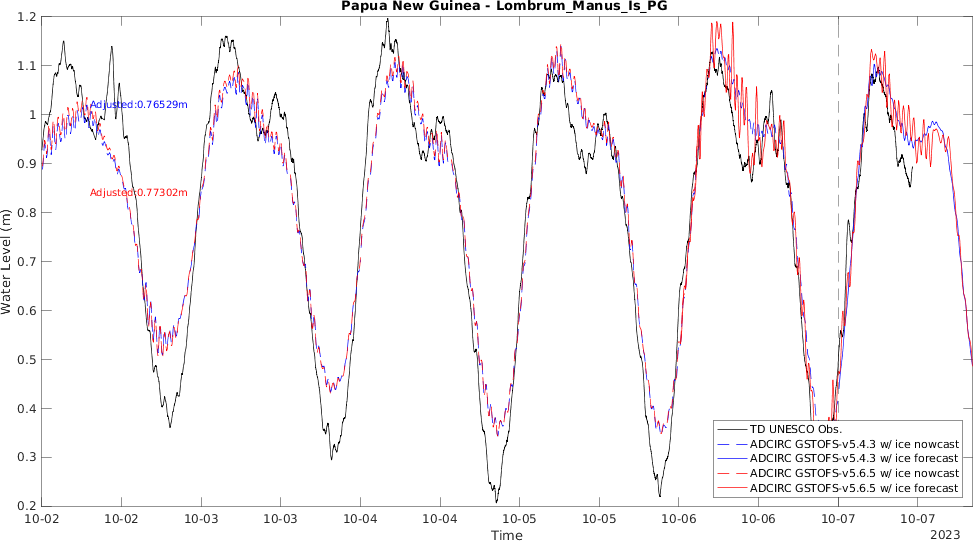 Papua New Guinea - Lombrum_Manus_Is_PG
1.2
1.1
1
0.9
0.8
0.7
0.6
0.5
0.4
0.3
0.2
Water Level (m)
Adjusted:0.76529m
Adjusted:0.77302m
TD UNESCO Obs.
ADCIRC GSTOFS-v5.4.3 w/ ice nowcast
ADCIRC GSTOFS-v5.4.3 w/ ice forecast
ADCIRC GSTOFS-v5.6.5 w/ ice nowcast
ADCIRC GSTOFS-v5.6.5 w/ ice forecast
10-02 10-02 10-03 10-03 10-04 10-04 10-05 10-05 10-06 10-06 10-07 10-07
2023
Time